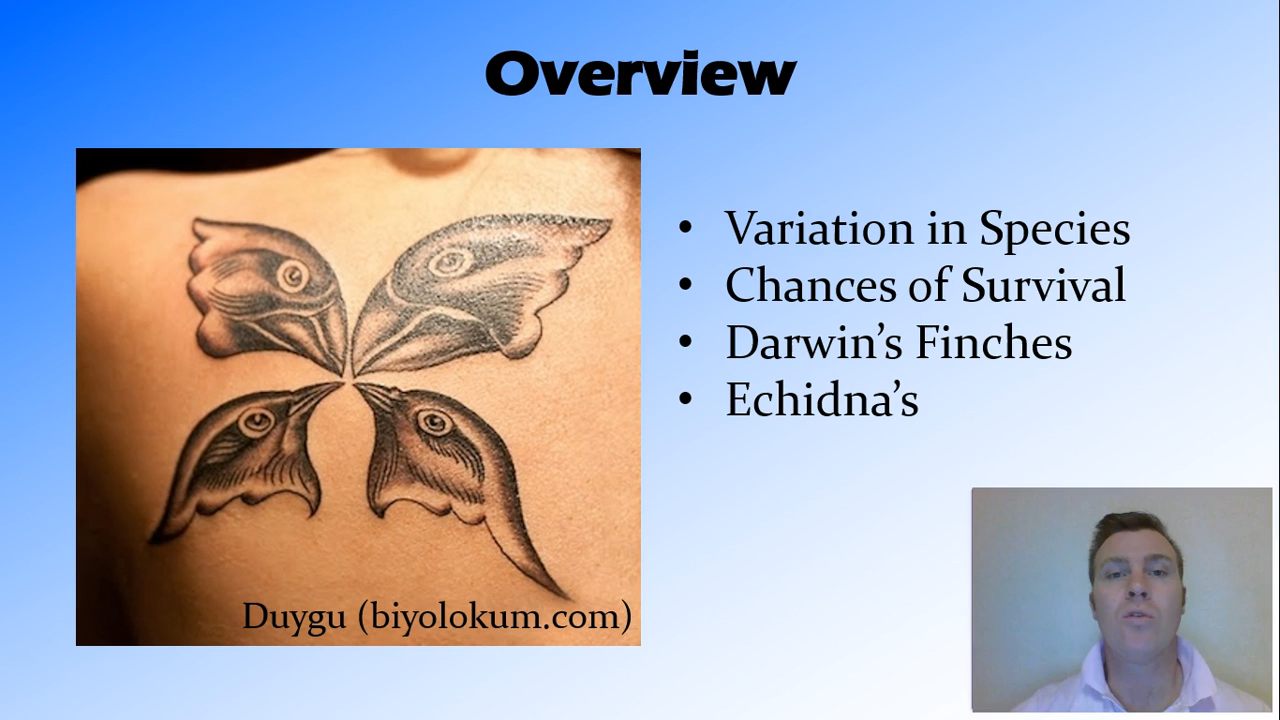 Overview
Variation in Species
Chances of Survival
Darwin’s Finches
Echidna’s
Duygu (biyolokum.com)